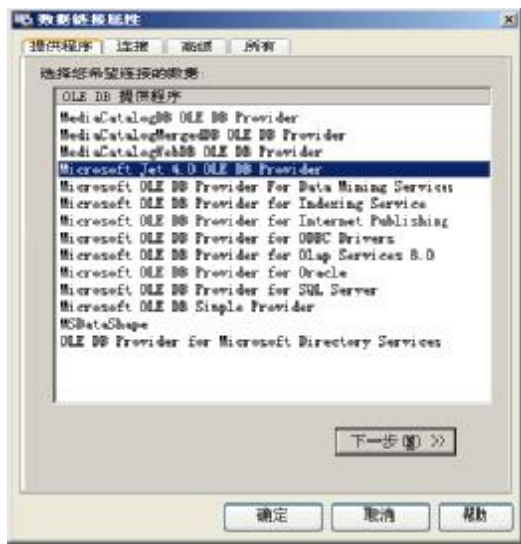 数据链接属性
提供程序 连接 高级 所有
选择您希望连接的数据:
OLE DB 提供程序
MediaCatalogDB OLE DB Provider
MediaCatalogMergedDB OLE DB Provider
MediaCatalogWebDB OLE DB Provider
Microsoft Jet 4.0 OLE DB Provider
Microsoft OLE DB Provider For Data Mining Services
Microsoft OLE DB Provider for Indexing Service
Microsoft OLE DB Provider for Internet Publishing
Microsoft OLE DB Provider for ODBC Drivers
Microsoft OLE DB Provider for Olap Services 8.0
Microsoft OLE DB Provider for Oracle
Microsoft OLE DB Provider for SQL Server
Microsoft OLE DB Simple Provider
MSDataShape
OLE DB Provider for Microsoft Directory Services
下一步(N) >>
确定 取消 帮助